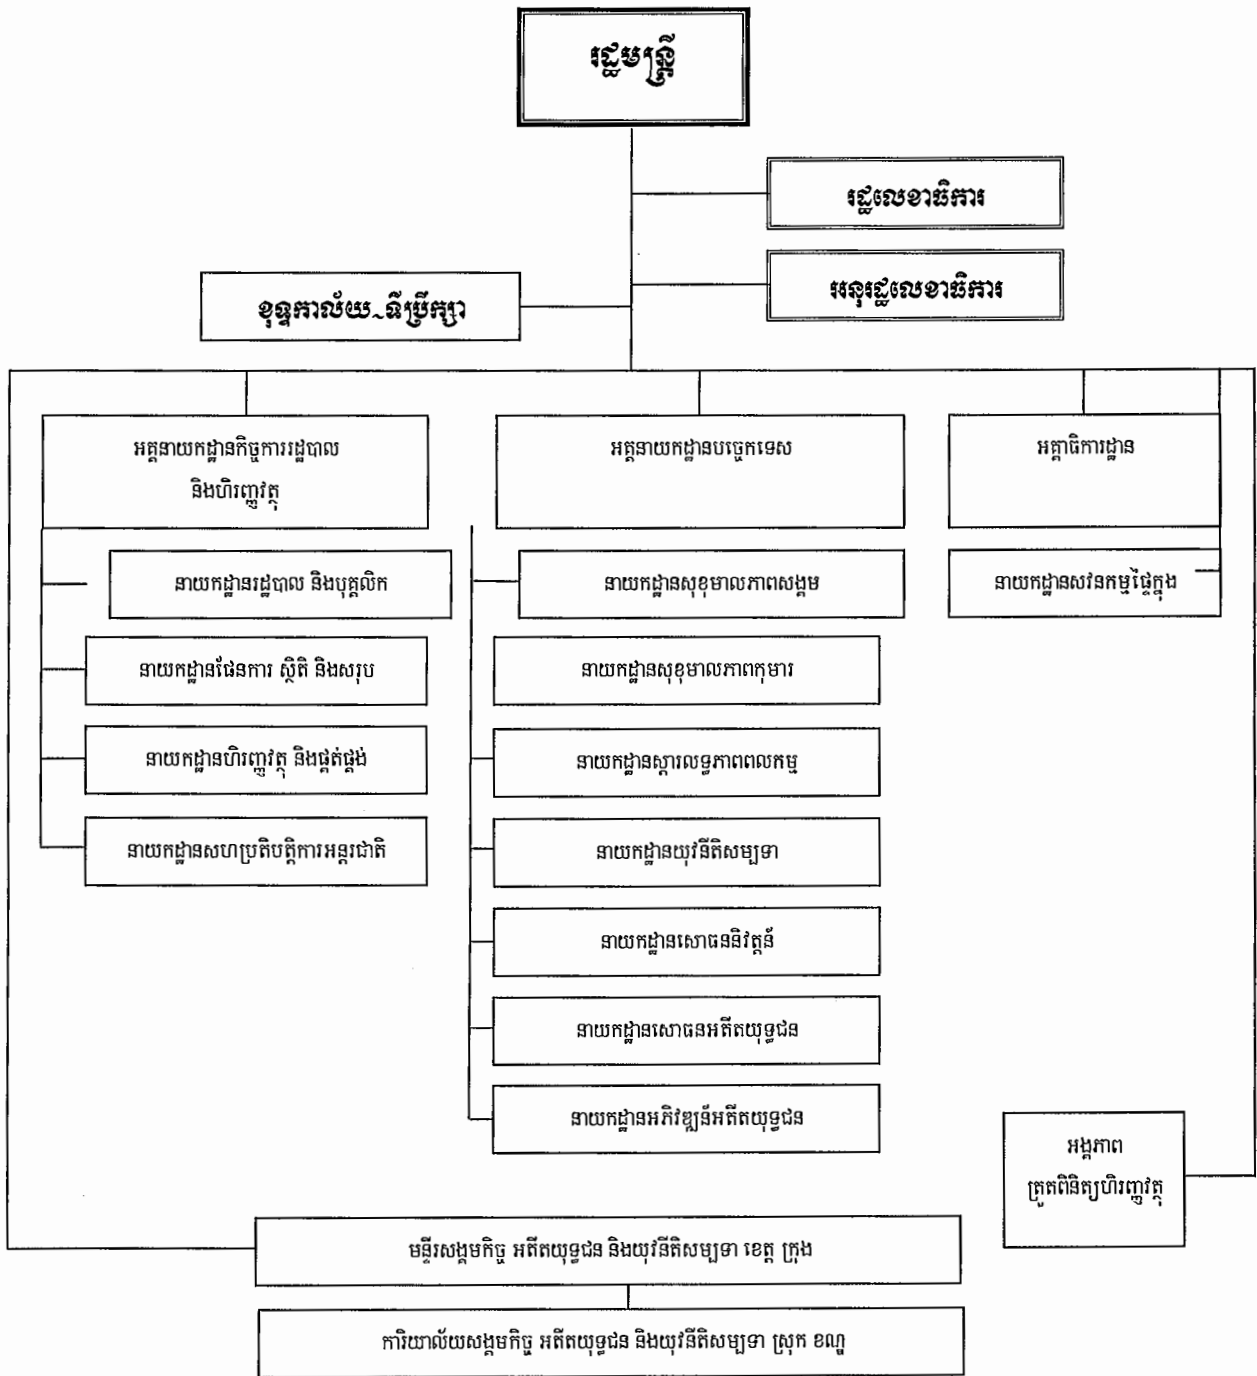 រដ្ឋមន្ត្រី
រដ្ឋលេខាធិការ
អនុរដ្ឋលេខាធិការ
ខុទ្ទកាល័យ~ទីប្រឹក្សា
អគ្គនាយកដ្ឋានកិច្ចការរដ្ឋបាល
និងហិរញ្ញវត្ថុ
អគ្គនាយកដ្ឋានបច្ចេកទេស
អគ្គាធិការដ្ឋាន
នាយកដ្ឋានរដ្ឋបាល និងបុគ្គលិក
នាយកដ្ឋានផែនការ ស្ថិតិ និងសរុប
នាយកដ្ឋានហិរញ្ញវត្ថុ និងផ្គត់ផ្គង់
នាយកដ្ឋានសហប្រតិបត្តិការអន្តរជាតិ
នាយកដ្ឋានសុខុមាលភាពសង្គម
នាយកដ្ឋានសុខុមាលភាពកុមារ
នាយកដ្ឋានស្តារលទ្ធភាពពលកម្ម
នាយកដ្ឋានយុវនីតិសម្បទា
នាយកដ្ឋានសោធននិវត្តន៍
នាយកដ្ឋានសោធនអតីតយុទ្ធជន
នាយកដ្ឋានអភិវឌ្ឍន៍អតីតយុទ្ធជន
នាយកដ្ឋានសវនកម្មផ្ទៃក្នុង
អង្គភាព
ត្រួតពិនិត្យហិរញ្ញវត្ថុ
មន្ទីរសង្គមកិច្ច អតីតយុទ្ធជន និងយុវនីតិសម្បទា ខេត្ត ក្រុង
ការិយាល័យសង្គមកិច្ច អតីតយុទ្ធជន និងយុវនីតិសម្បទា ស្រុក ខណ្ឌ